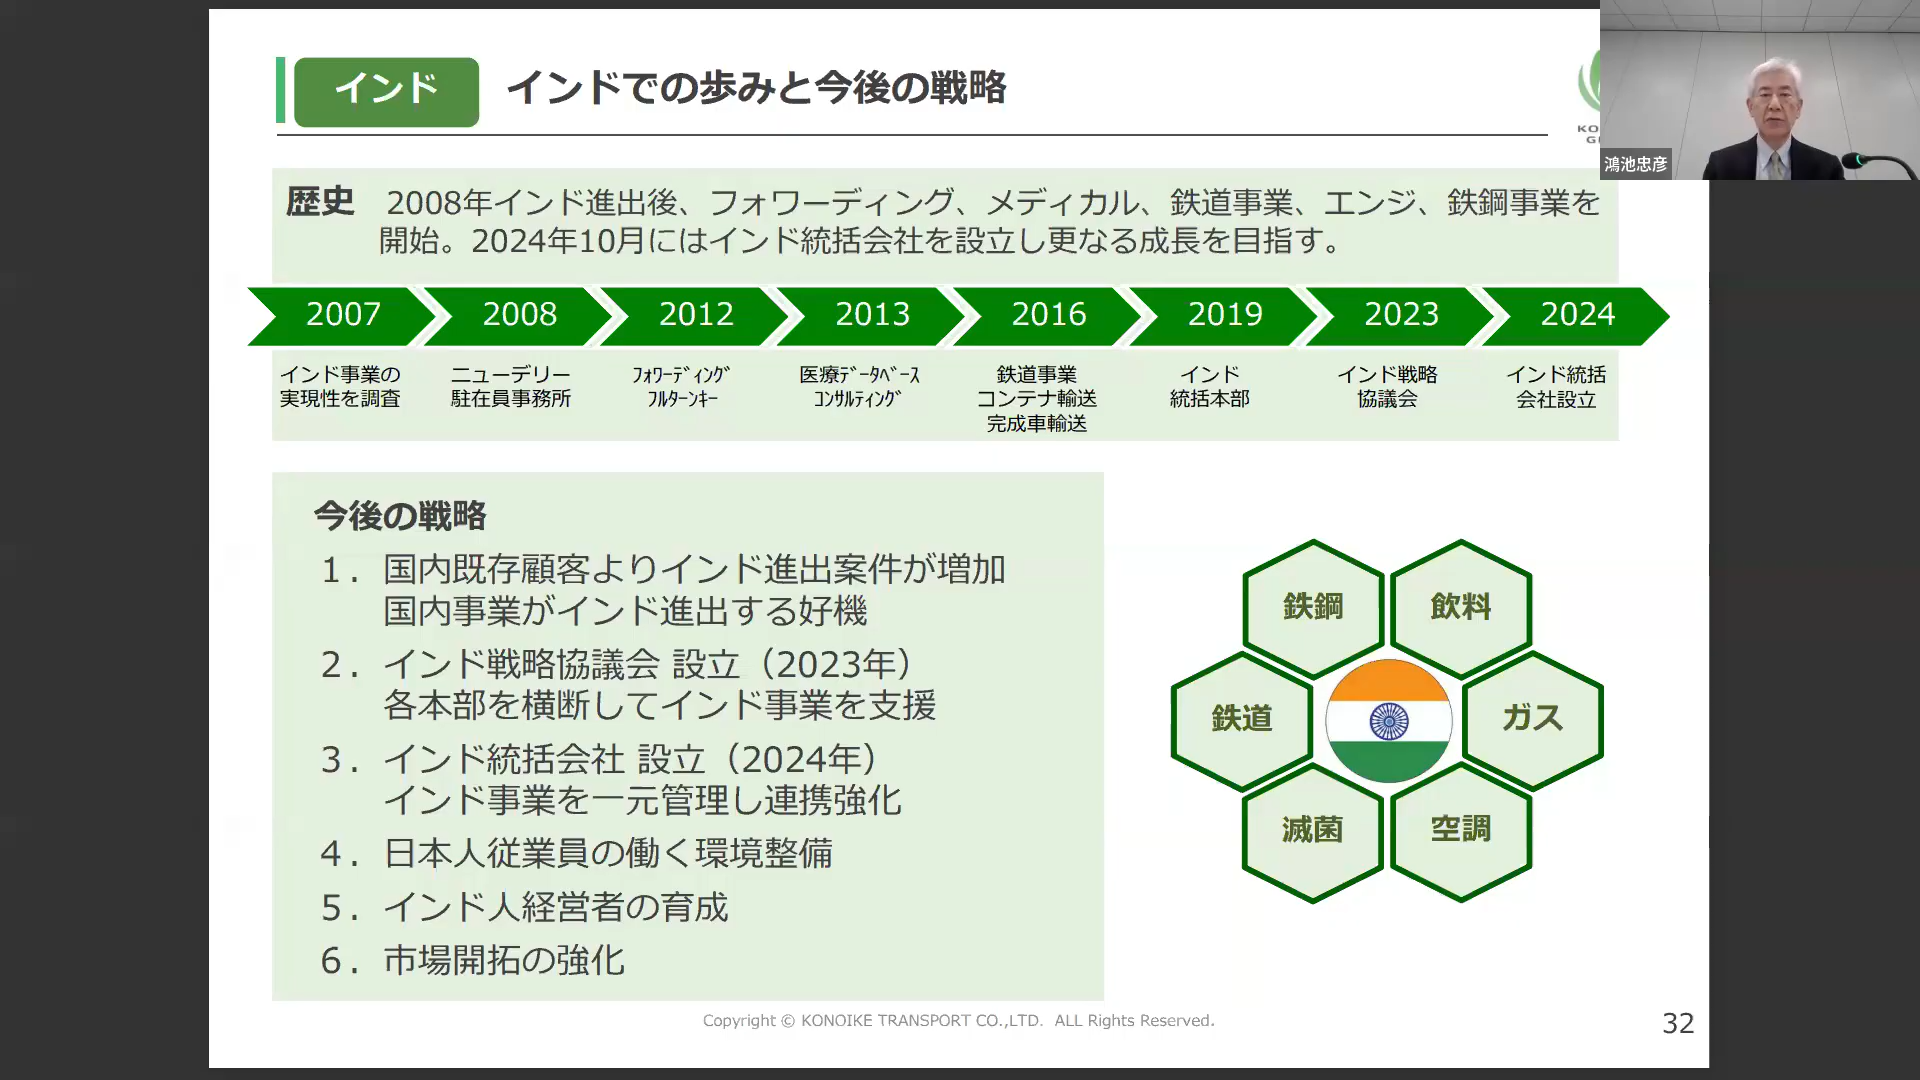 インド
インドでの歩みと今後の戦略
KO
G
鴻池忠彦
歴史 2008年インド進出後、フォワーディング、メディカル、鉄道事業、エンジ、鉄鋼事業を
開始。2024年10月にはインド統括会社を設立し更なる成長を目指す。
2007 2008 2012 2013 2016 2019 2023 2024
インド事業の
実現性を調査
ニューデリー
駐在員事務所
ﾌｫﾜｰﾃﾞｨﾝｸﾞ
ﾌﾙﾀｰﾝｷｰ
医療ﾃﾞｰﾀﾍﾞｰｽ
ｺﾝｻﾙﾃｨﾝｸﾞ
鉄道事業
コンテナ輸送
完成車輸送
インド
統括本部
インド戦略
協議会
インド統括
会社設立
今後の戦略
１．国内既存顧客よりインド進出案件が増加
国内事業がインド進出する好機
２．インド戦略協議会 設立（2023年）
各本部を横断してインド事業を支援
３．インド統括会社 設立（2024年）
インド事業を一元管理し連携強化
４．日本人従業員の働く環境整備
５．インド人経営者の育成
６．市場開拓の強化
鉄鋼
飲料
鉄道
ガス
滅菌
空調
Copyright © KONOIKE TRANSPORT CO.,LTD. ALL Rights Reserved.
32